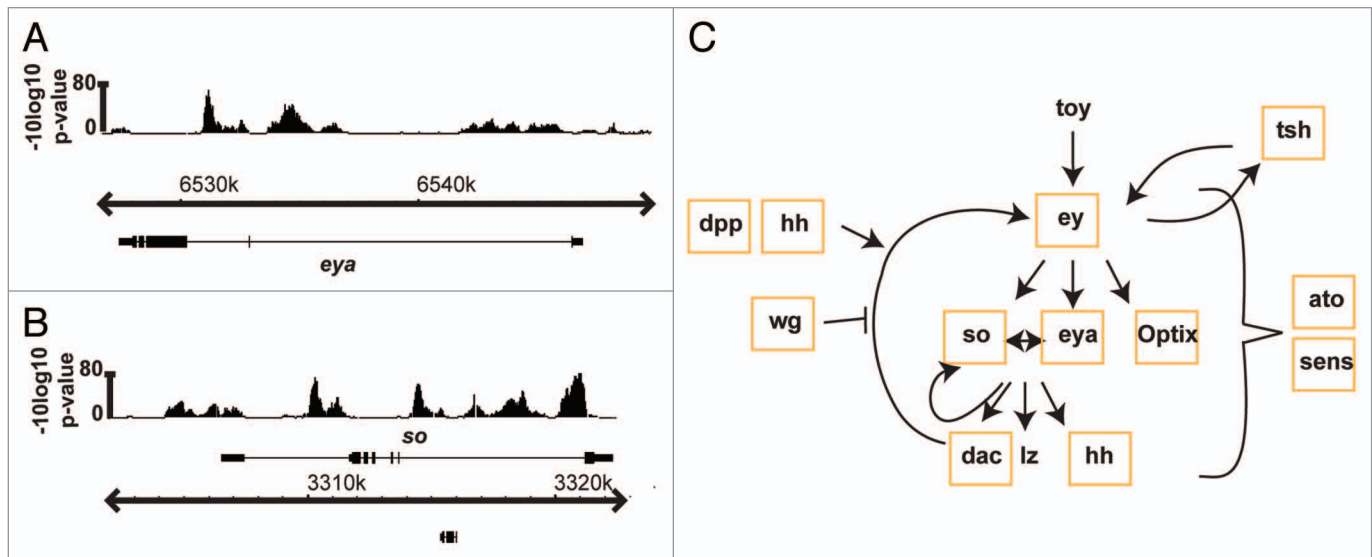 A
-10log10
p-value
80
0
6530k 6540k
eya
B
-10log10
p-value
80
0
so
3310k 3320k
C
toy
tsh
ey
dpp hh
wg
so eya Optix
ato
sens
dac lz hh